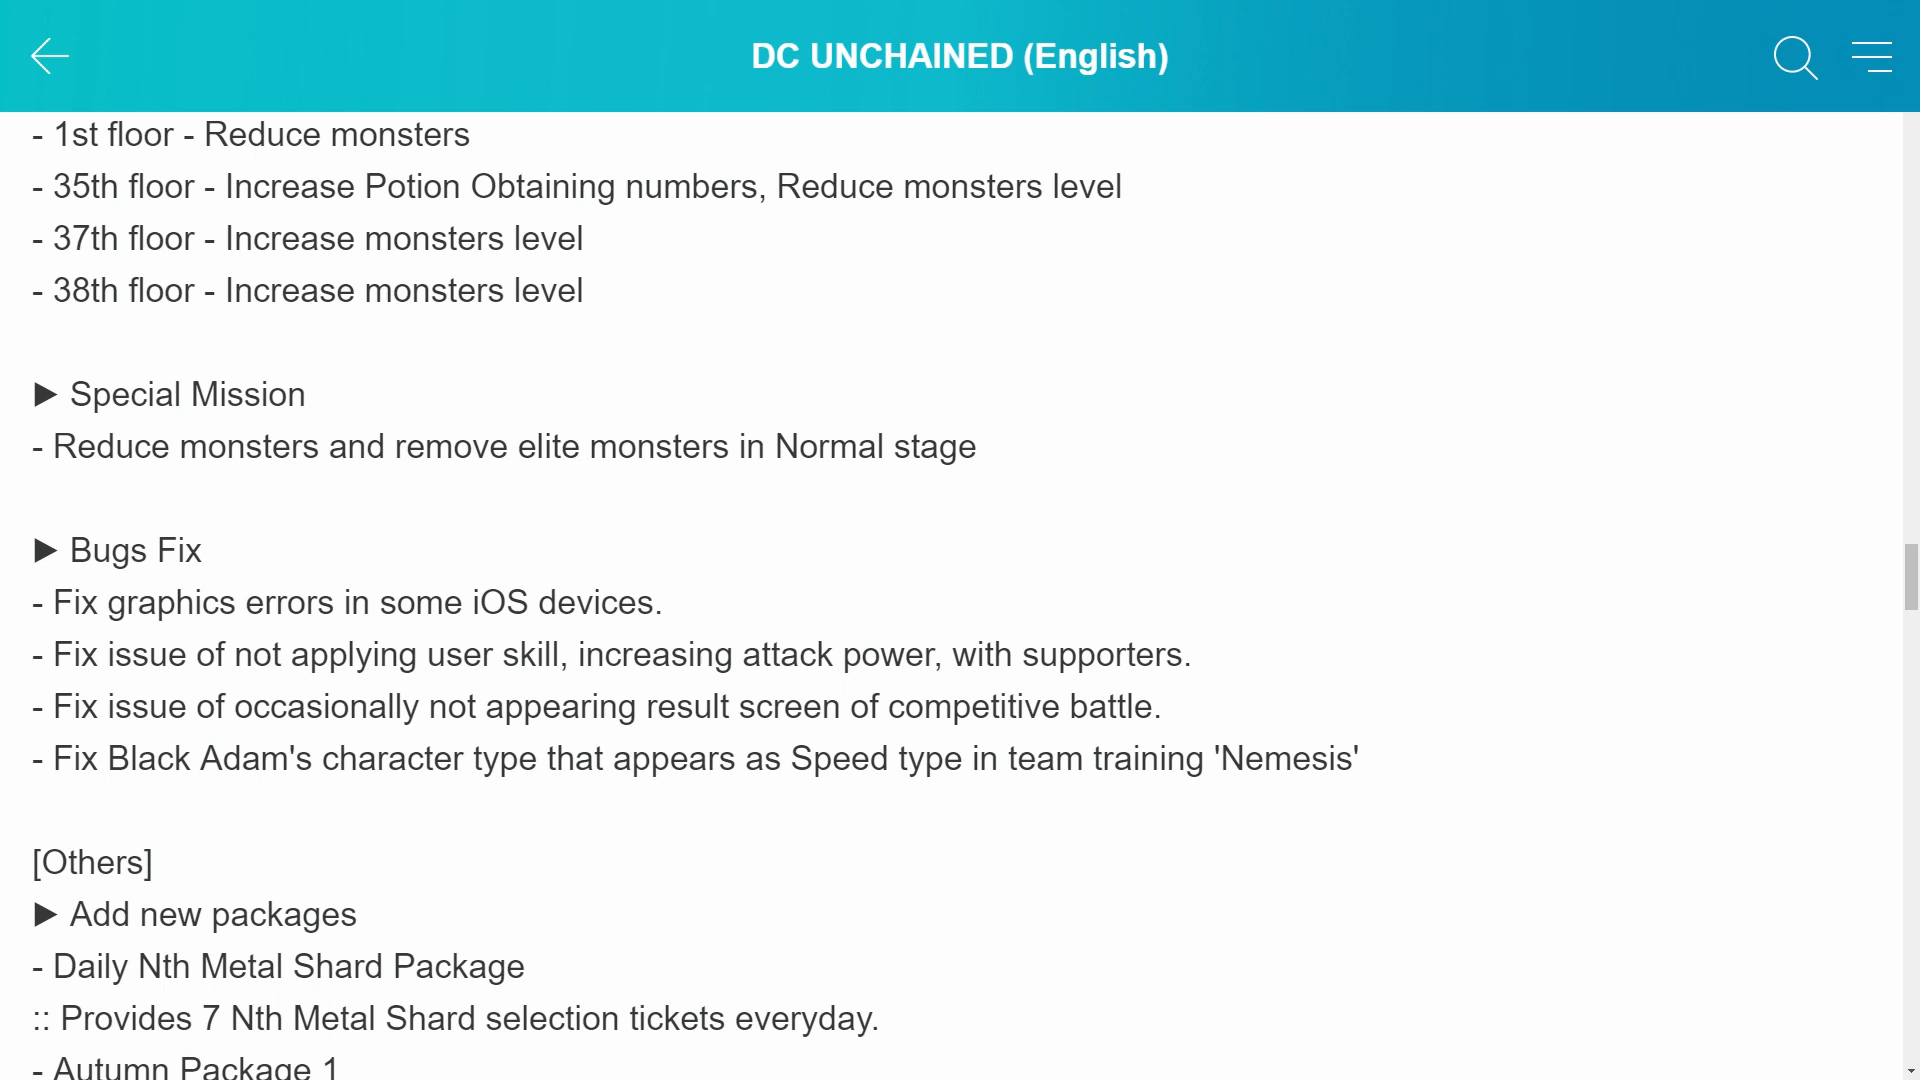 DC UNCHAINED (English)
- 1st floor - Reduce monsters
- 35th floor - Increase Potion Obtaining numbers, Reduce monsters level
- 37th floor - Increase monsters level
- 38th floor - Increase monsters level
▶ Special Mission
- Reduce monsters and remove elite monsters in Normal stage
▶ Bugs Fix
- Fix graphics errors in some iOS devices.
- Fix issue of not applying user skill, increasing attack power, with supporters.
- Fix issue of occasionally not appearing result screen of competitive battle.
- Fix Black Adam's character type that appears as Speed type in team training 'Nemesis'
[Others]
▶ Add new packages
- Daily Nth Metal Shard Package
:: Provides 7 Nth Metal Shard selection tickets everyday.
- Autumn Package 1